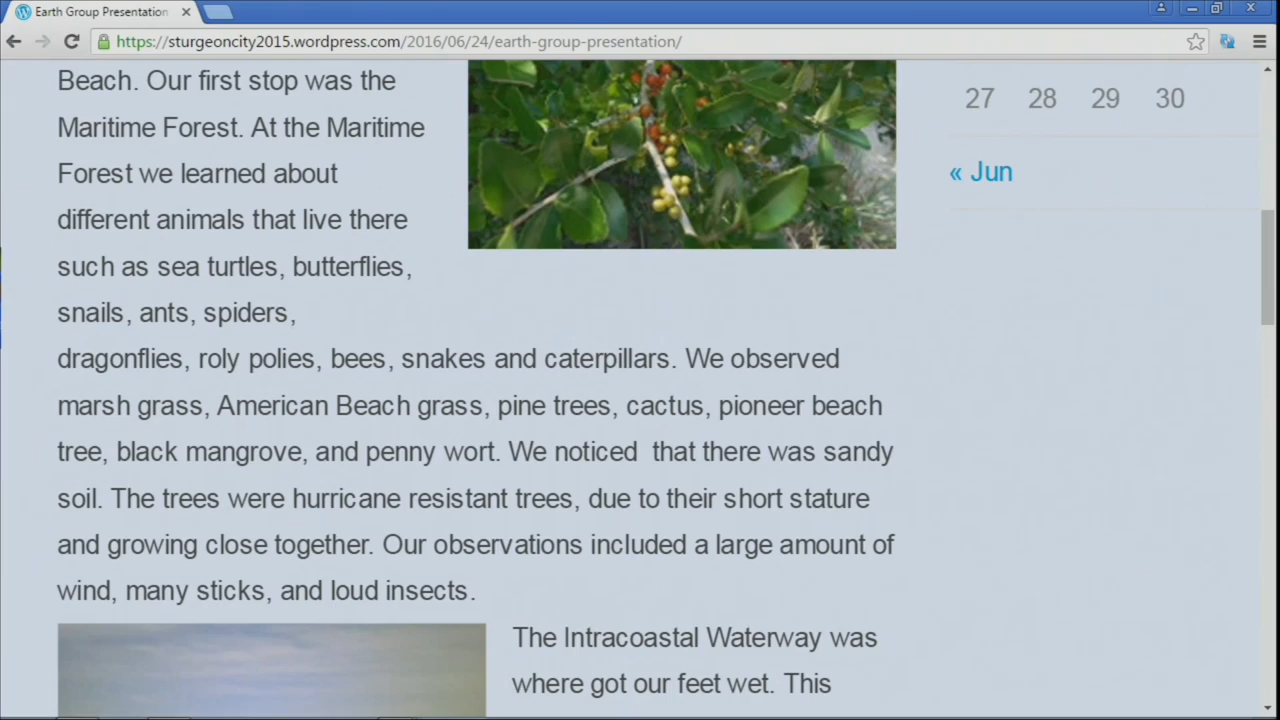 Earth Group Presentation
https://sturgeoncity2015.wordpress.com/2016/06/24/earth-group-presentation/
Beach. Our first stop was the
Maritime Forest. At the Maritime
Forest we learned about
different animals that live there
such as sea turtles, butterflies,
snails, ants, spiders,
dragonflies, roly polies, bees, snakes and caterpillars. We observed
marsh grass, American Beach grass, pine trees, cactus, pioneer beach
tree, black mangrove, and penny wort. We noticed  that there was sandy
soil. The trees were hurricane resistant trees, due to their short stature
and growing close together. Our observations included a large amount of
wind, many sticks, and loud insects.
The Intracoastal Waterway was
where got our feet wet. This
27 28 29 30
« Jun